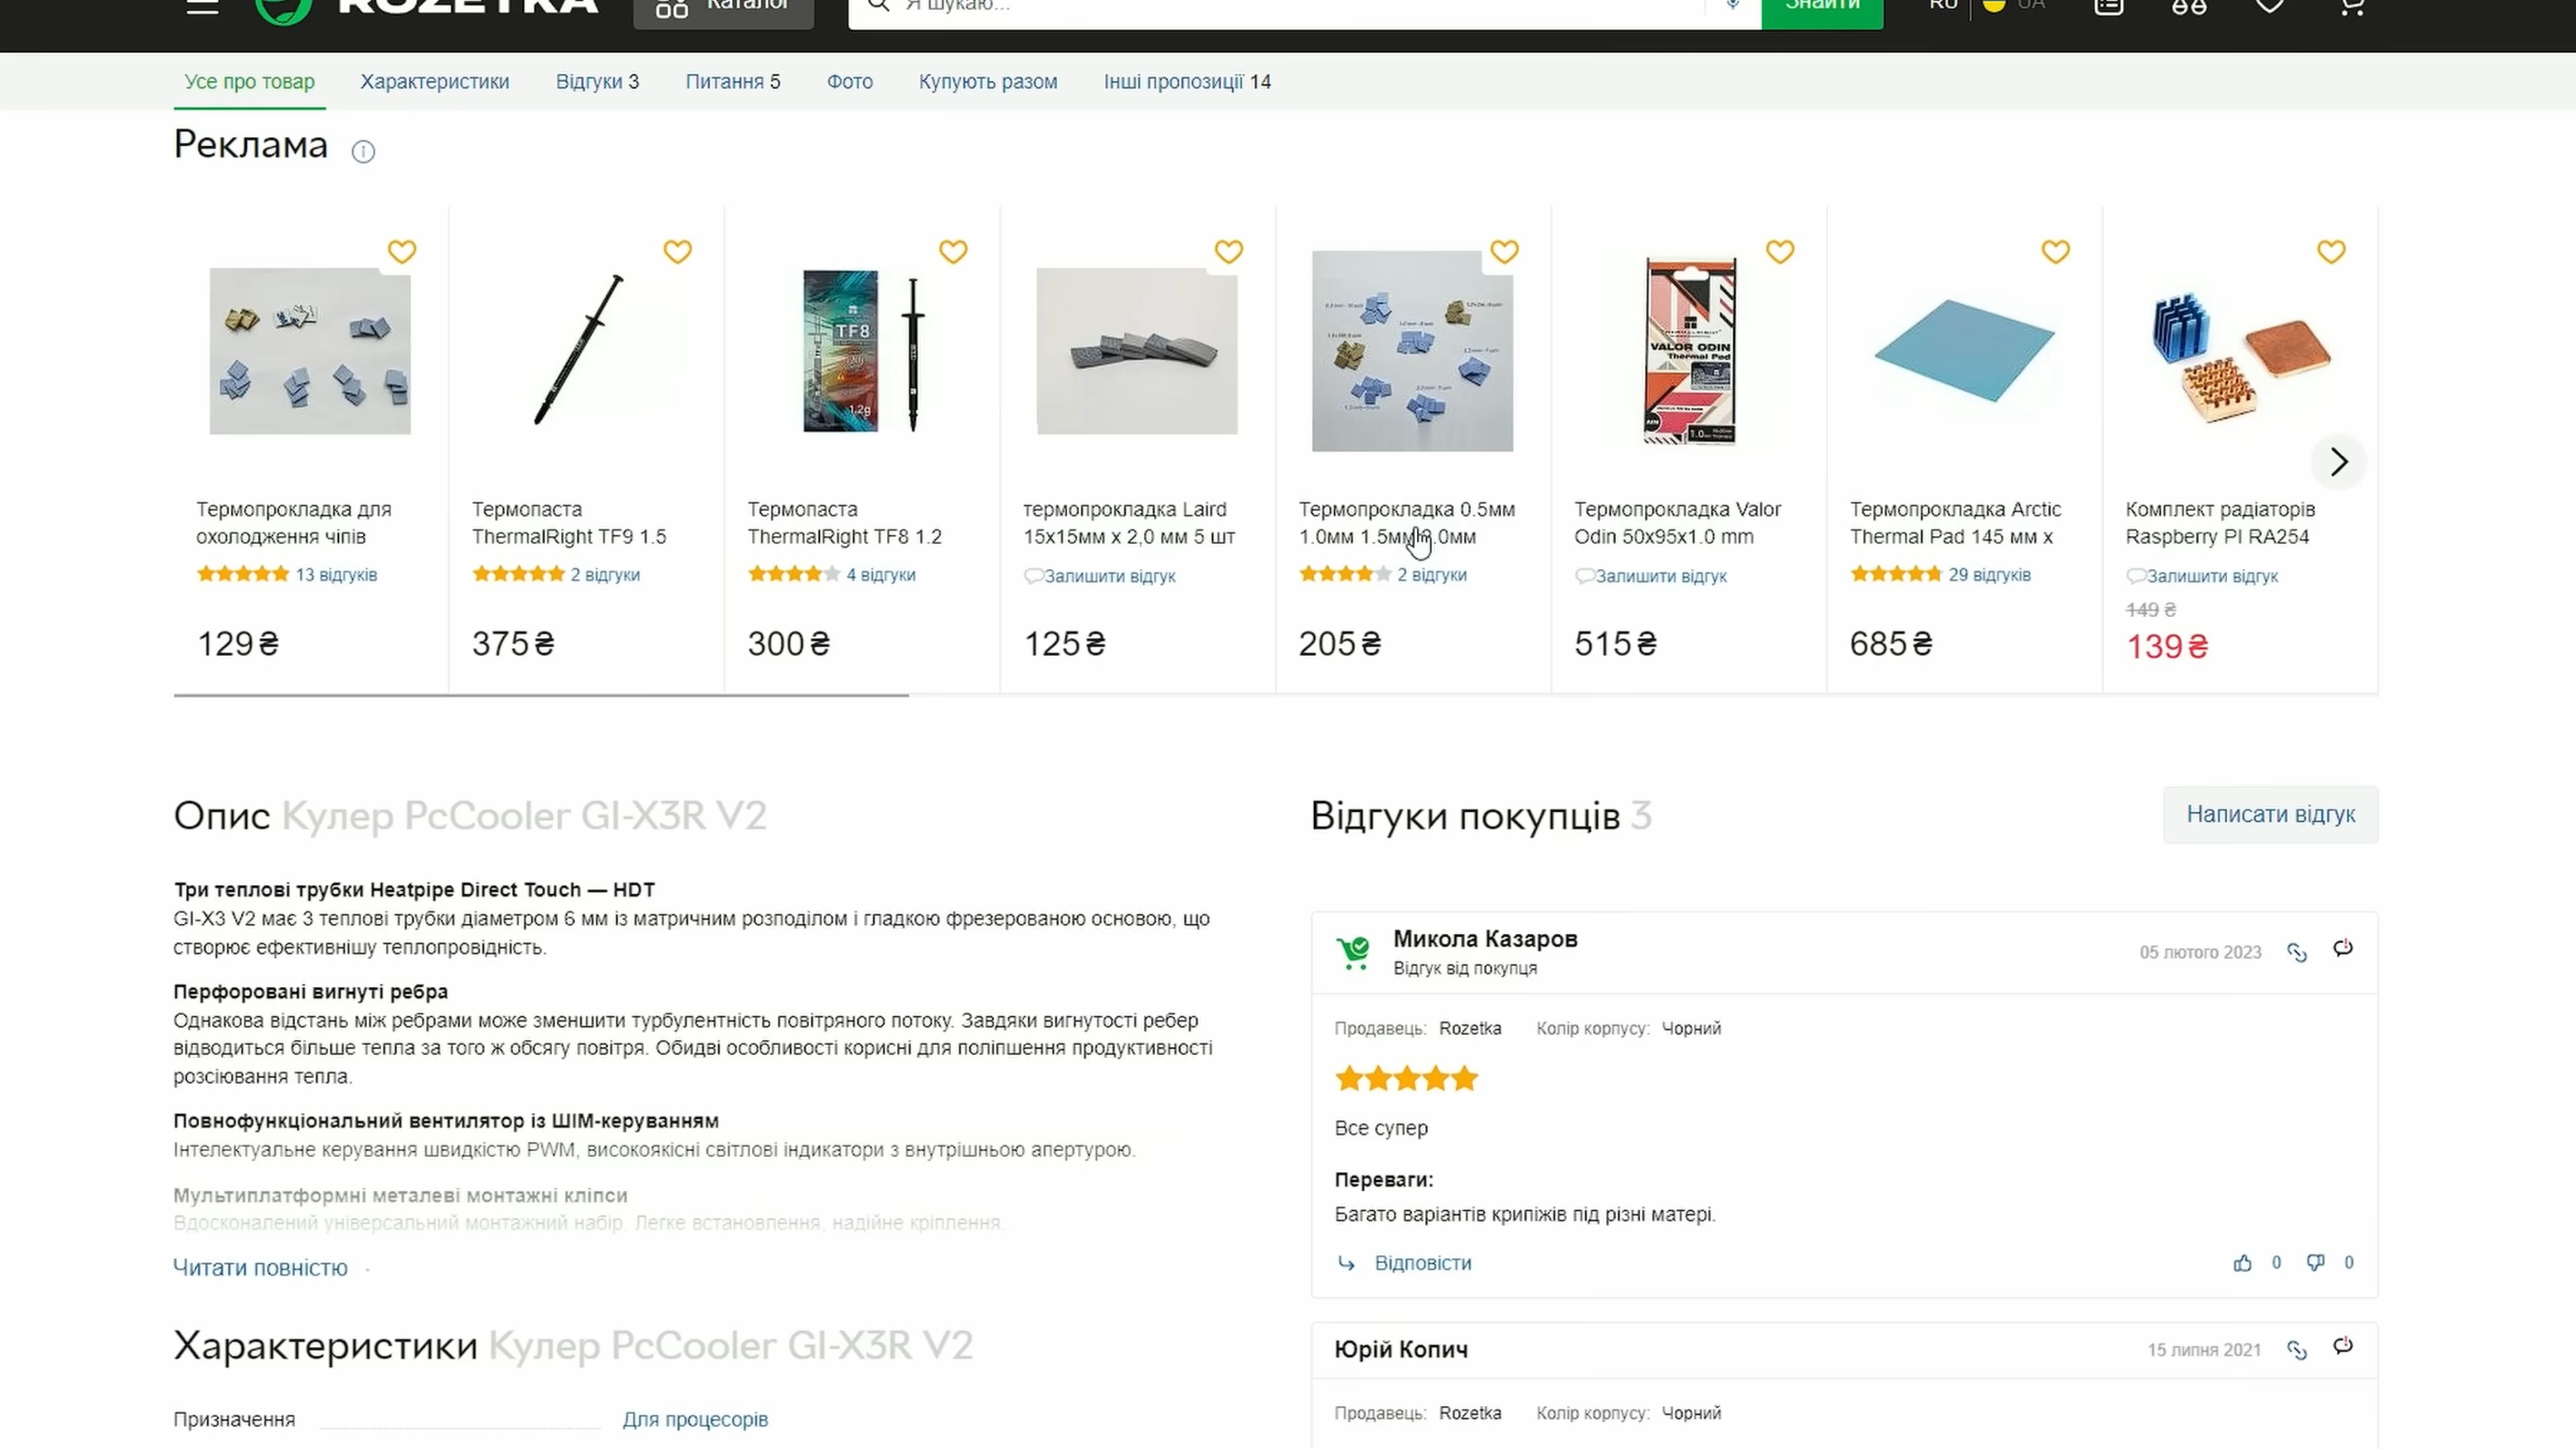 ROZETKA
Каталог
Я шукаю...
Знайти
RU
UA
Усе про товар
Характеристики
Відгуки 3
Питання 5
Фото
Купують разом
Інші пропозиції 14
Реклама
TF8
1.2g
VALOR ODIN
Thermal Pad
Термопрокладка для
охолодження чіпів
13 відгуків
129 ₴
Термопаста
ThermalRight TF9 1.5
2 відгуки
375 ₴
Термопаста
ThermalRight TF8 1.2
4 відгуки
300 ₴
термопрокладка Laird
15x15мм х 2,0 мм 5 шт
Залишити відгук
125 ₴
Термопрокладка 0.5мм
1.0мм 1.5мм .0мм
2 відгуки
205 ₴
Термопрокладка Valor
Odin 50x95x1.0 mm
Залишити відгук
515 ₴
Термопрокладка Arctic
Thermal Pad 145 мм x
29 відгуків
685 ₴
Комплект радіаторів
Raspberry PI RA254
Залишити відгук
149 ₴
139 ₴
Опис Кулер PcCooler GI-X3R V2
Три теплові трубки Heatpipe Direct Touch — HDT
GI-X3 V2 має 3 теплові трубки діаметром 6 мм із матричним розподілом і гладкою фрезерованою основою, що
створює ефективнішу теплопровідність.
Перфоровані вигнуті ребра
Однакова відстань між ребрами може зменшити турбулентність повітряного потоку. Завдяки вигнутості ребер
відводиться більше тепла за того ж обсягу повітря. Обидві особливості корисні для поліпшення продуктивності
розсіювання тепла.
Повнофункціональний вентилятор із ШІМ-керуванням
Інтелектуальне керування швидкістю PWM, високоякісні світлові індикатори з внутрішньою апертурою.
Мультиплатформні металеві монтажні кліпси
Вдосконалений універсальний монтажний набір. Легке встановлення, надійне кріплення.
Читати повністю
Характеристики Кулер PcCooler GI-X3R V2
Призначення
Для процесорів
Відгуки покупців 3
Написати відгук
Микола Казаров
Відгук від покупця
05 лютого 2023
Продавець: Rozetka Колір корпусу: Чорний
Все супер
Переваги:
Багато варіантів крипіжів під різні матері.
Відповісти
0
0
Юрій Копич
15 липня 2021
Продавець: Rozetka Колір корпусу: Чорний